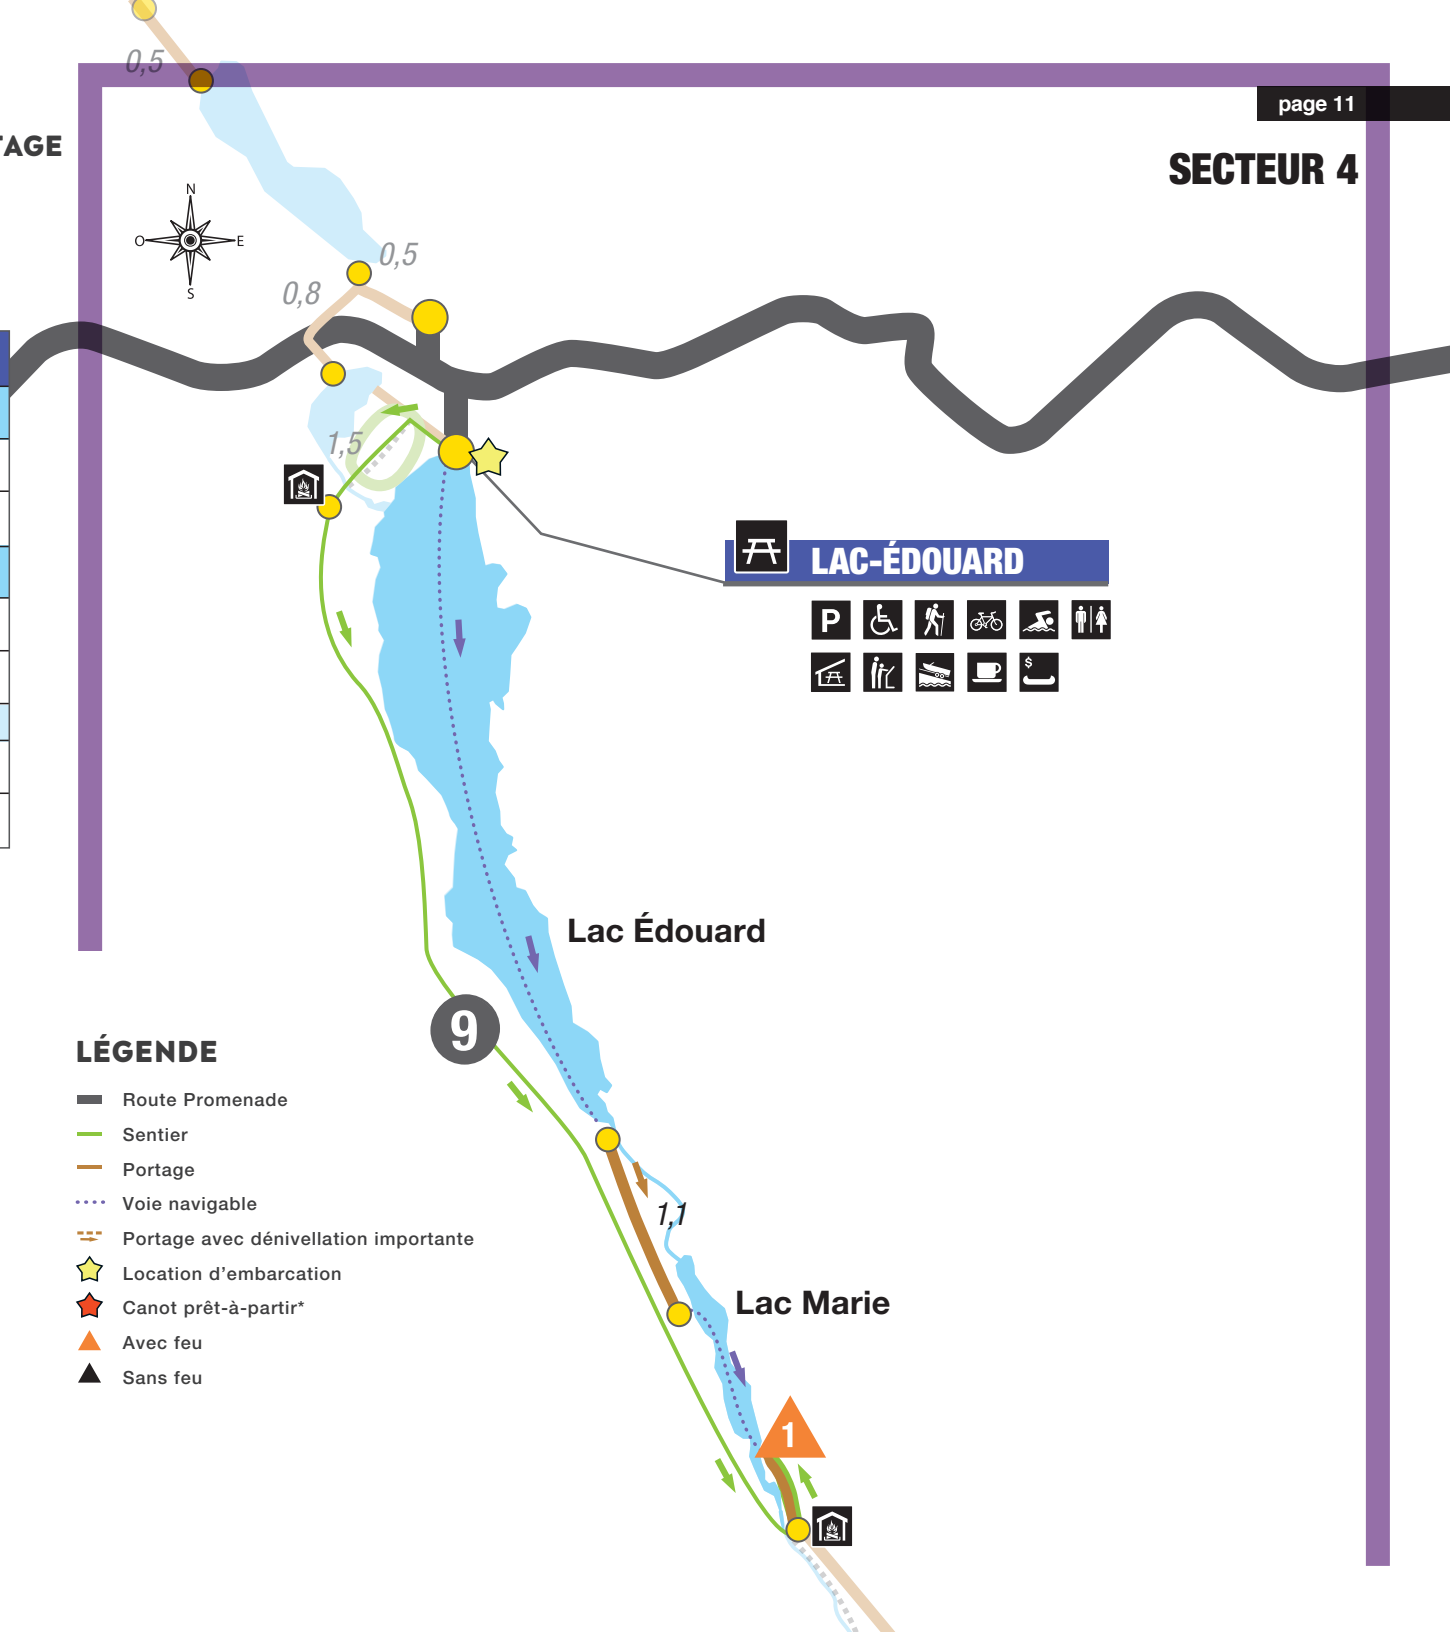 0,5
page 11
TAGE
SECTEUR 4
N
O
E
S
0,5
0,8
1,5
LAC-ÉDOUARD
P
$
Lac Édouard
9
LÉGENDE
Route Promenade
Sentier
Portage
Voie navigable
Portage avec dénivellation importante
Location d'embarcation
Canot prêt-à-partir*
Avec feu
Sans feu
1,1
Lac Marie
1